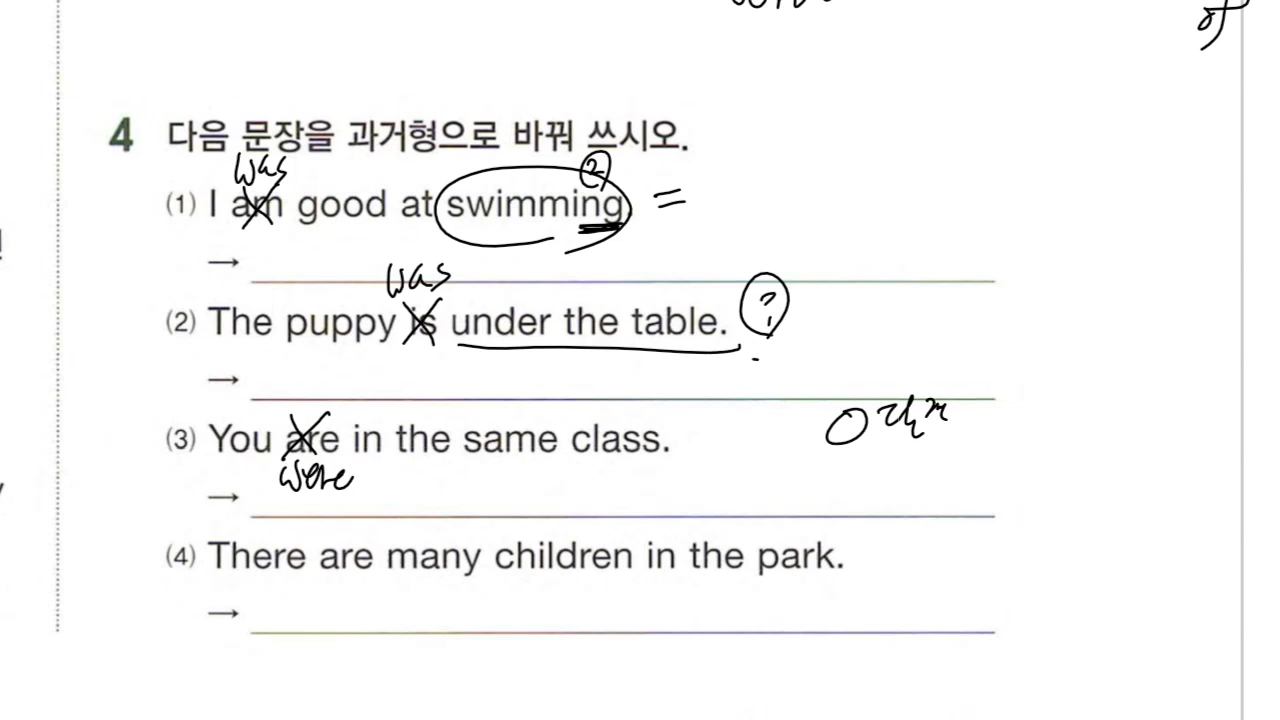 of
4 다음 문장을 과거형으로 바꿔 쓰시오.
was
(1) I am good at swimming. =
→
was
(2) The puppy is under the table. ?
→
(3) You are in the same class.
were
→
(4) There are many children in the park.
→